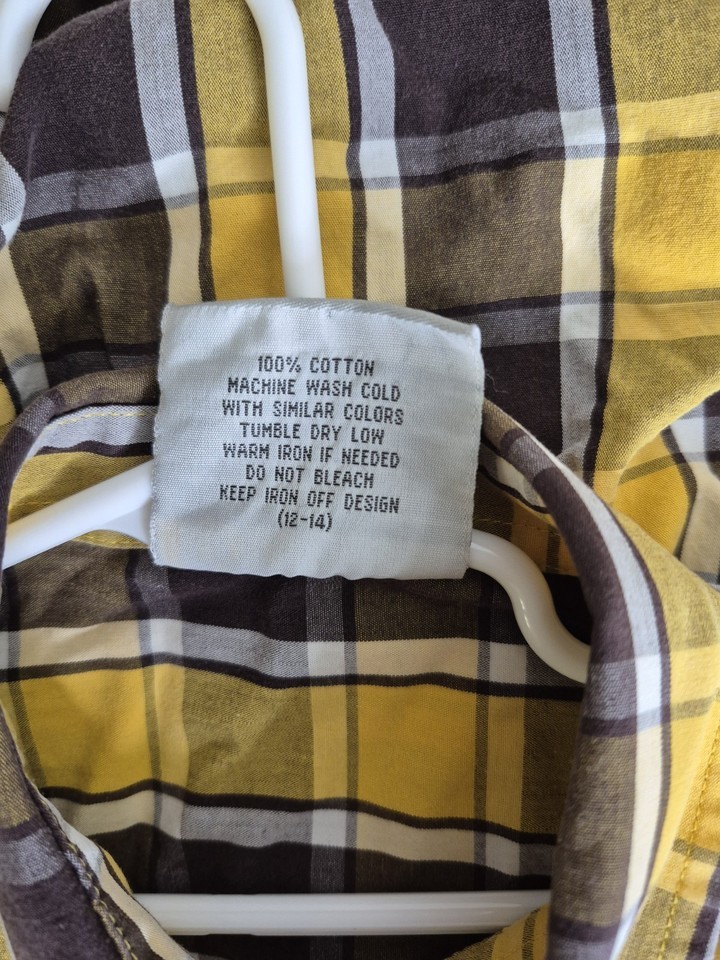 100% COTTON
MACHINE WASH COLD
WITH SIMILAR COLORS
TUMBLE DRY LOW
WARM IRON IF NEEDED
DO NOT BLEACH
KEEP IRON OFF DESIGN
(12-14)